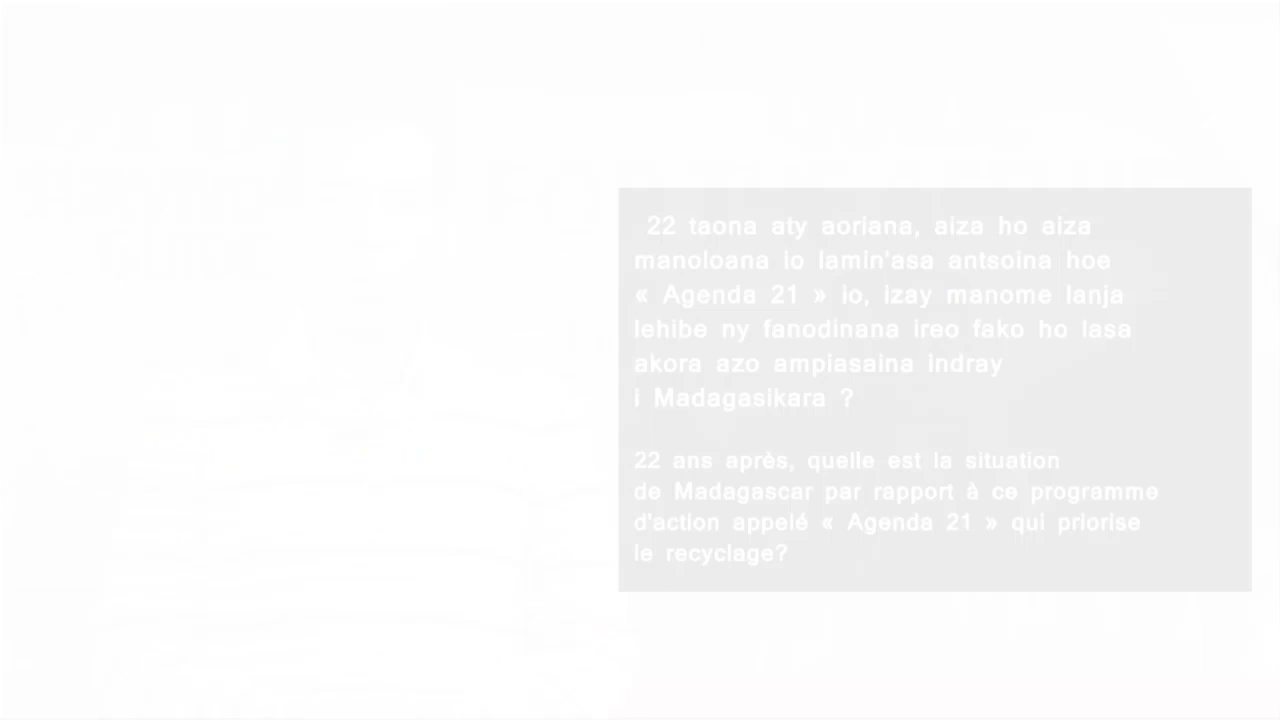 22 taona aty aoriana, aiza ho aiza
manoloana io lamin'asa antsoina hoe
« Agenda 21 » io, izay manome lanja
lehibe ny fanodinana ireo fako ho lasa
akora azo ampiasaina indray
i Madagasikara ?
22 ans après, quelle est la situation
de Madagascar par rapport à ce programme
d'action appelé « Agenda 21 » qui priorise
le recyclage?